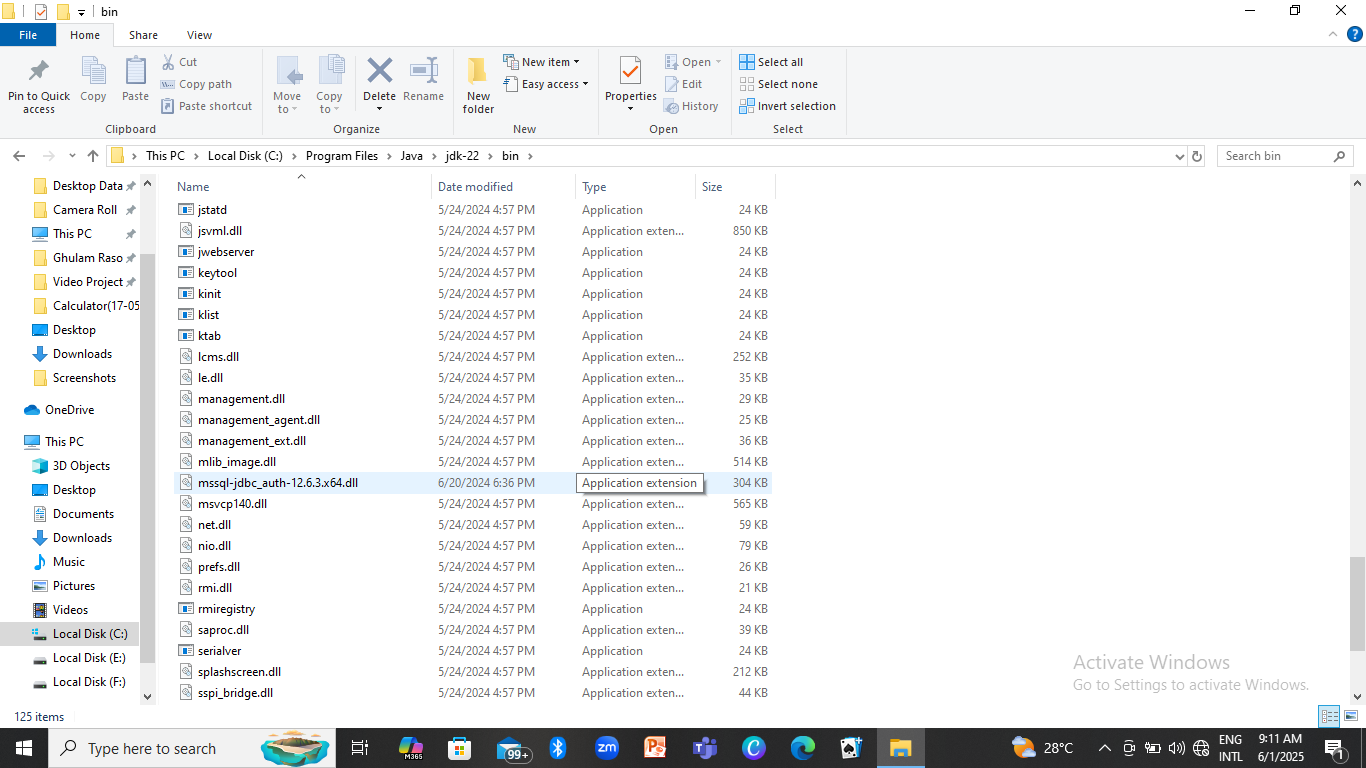 bin
File Home Share View
Pin to Quick access
Copy
Paste
Cut
Copy path
Paste shortcut
Clipboard
Move to
Copy to
Delete
Rename
Organize
New folder
New item
Easy access
New
Properties
Open
Edit
History
Open
Select all
Select none
Invert selection
Select
This PC Local Disk (C:) Program Files Java jdk-22 bin
Search bin
Desktop Data
Camera Roll
This PC
Ghulam Raso
Video Project
Calculator(17-05
Desktop
Downloads
Screenshots
OneDrive
This PC
3D Objects
Desktop
Documents
Downloads
Music
Pictures
Videos
Local Disk (C:)
Local Disk (E:)
Local Disk (F:)
Name Date modified Type Size
jstatd 5/24/2024 4:57 PM Application 24 KB
jsvml.dll 5/24/2024 4:57 PM Application exten... 850 KB
jwebserver 5/24/2024 4:57 PM Application 24 KB
keytool 5/24/2024 4:57 PM Application 24 KB
kinit 5/24/2024 4:57 PM Application 24 KB
klist 5/24/2024 4:57 PM Application 24 KB
ktab 5/24/2024 4:57 PM Application 24 KB
lcms.dll 5/24/2024 4:57 PM Application exten... 252 KB
le.dll 5/24/2024 4:57 PM Application exten... 35 KB
management.dll 5/24/2024 4:57 PM Application exten... 29 KB
management_agent.dll 5/24/2024 4:57 PM Application exten... 25 KB
management_ext.dll 5/24/2024 4:57 PM Application exten... 36 KB
mlib_image.dll 5/24/2024 4:57 PM Application exten... 514 KB
mssql-jdbc_auth-12.6.3.x64.dll 6/20/2024 6:36 PM Application extension 304 KB
msvcp140.dll 5/24/2024 4:57 PM Application exten... 565 KB
net.dll 5/24/2024 4:57 PM Application exten... 59 KB
nio.dll 5/24/2024 4:57 PM Application exten... 79 KB
prefs.dll 5/24/2024 4:57 PM Application exten... 26 KB
rmi.dll 5/24/2024 4:57 PM Application exten... 21 KB
rmiregistry 5/24/2024 4:57 PM Application 24 KB
saproc.dll 5/24/2024 4:57 PM Application exten... 39 KB
serialver 5/24/2024 4:57 PM Application 24 KB
splashscreen.dll 5/24/2024 4:57 PM Application exten... 212 KB
sspi_bridge.dll 5/24/2024 4:57 PM Application exten... 44 KB
Activate Windows
Go to Settings to activate Windows.
125 items
Type here to search
M365
99+
zm
28°C
ENG
INTL
9:11 AM
6/1/2025
1